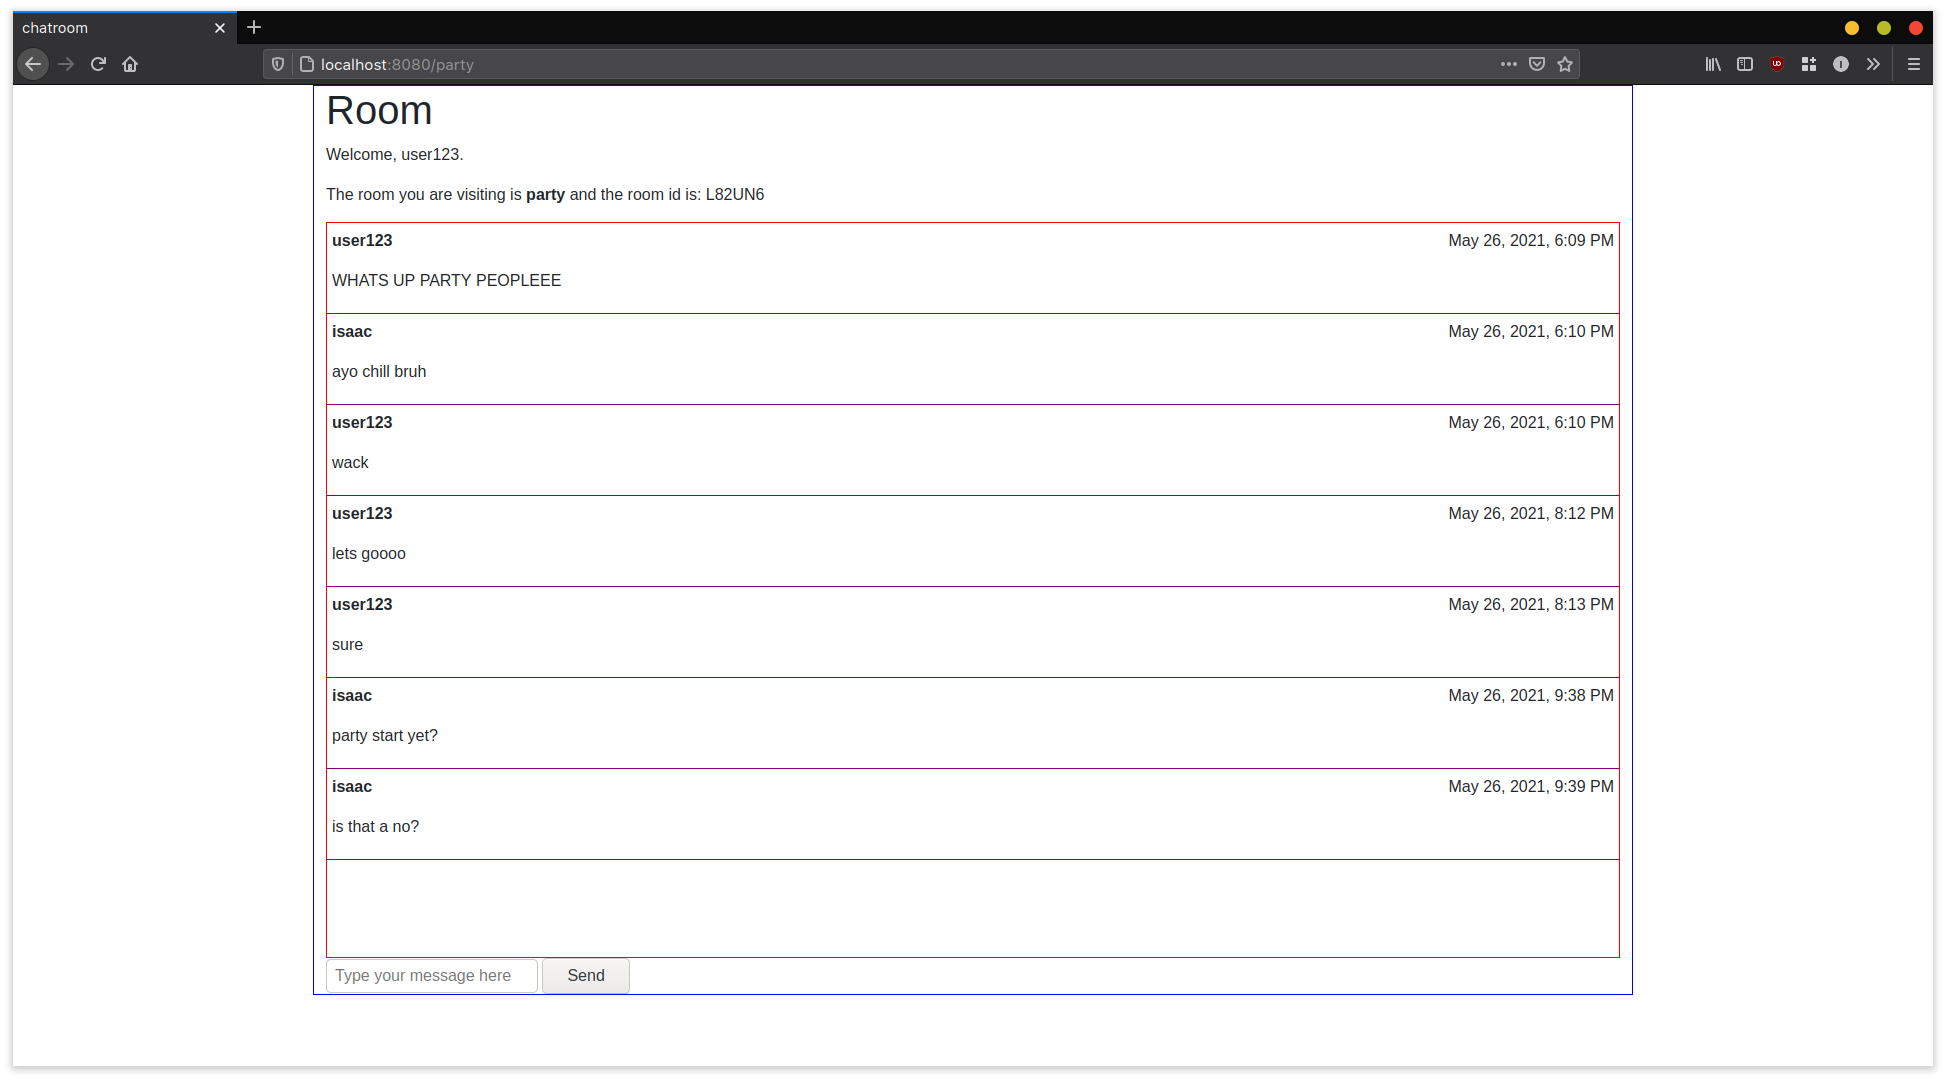 chatroom
localhost:8080/party
Room
Welcome, user123.
The room you are visiting is party and the room id is: L82UN6
user123 May 26, 2021, 6:09 PM
WHATS UP PARTY PEOPLEEE
isaac May 26, 2021, 6:10 PM
ayo chill bruh
user123 May 26, 2021, 6:10 PM
wack
user123 May 26, 2021, 8:12 PM
lets goooo
user123 May 26, 2021, 8:13 PM
sure
isaac May 26, 2021, 9:38 PM
party start yet?
isaac May 26, 2021, 9:39 PM
is that a no?
Type your message here Send